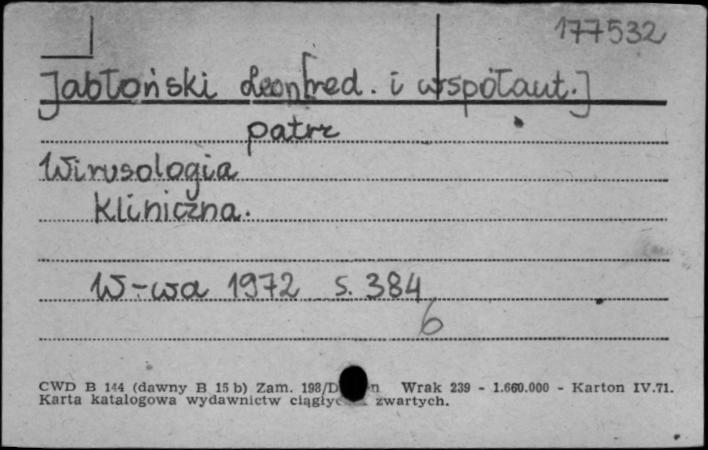 177532
Jabłoński Leon [red. i współaut.]
patrz
Wirusologia
Kliniczna.
W-wa 1972 s. 384
6
CWD B 144 (dawny B 15 b) Zam. 198/D n Wrak 239 - 1.660.000 - Karton IV.71.
Karta katalogowa wydawnictw zwartych.